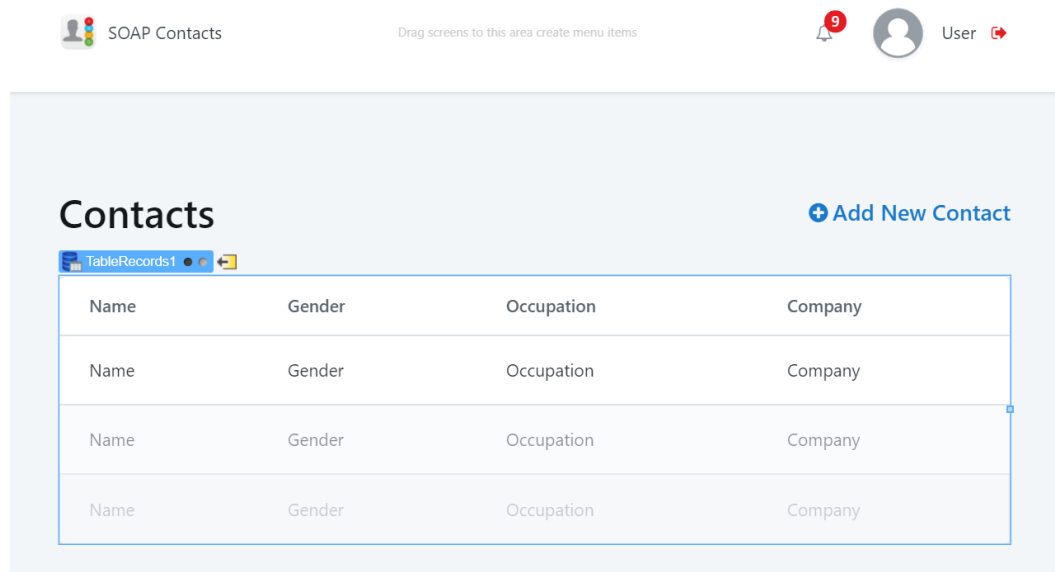 SOAP Contacts Drag screens to this area create menu items 9 User
Contacts Add New Contact
TableRecords1
Name Gender Occupation Company
Name Gender Occupation Company
Name Gender Occupation Company
Name Gender Occupation Company